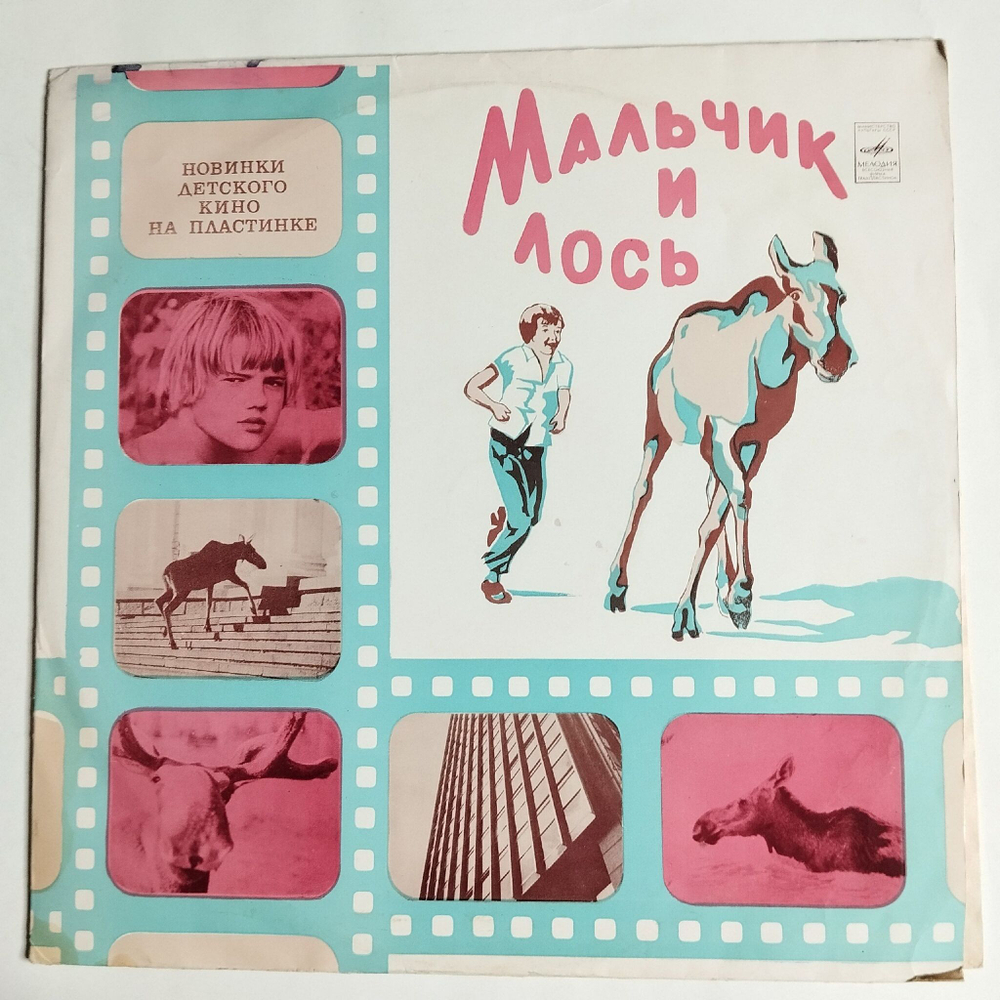 НОВИНКИ
ДЕТСКОГО
КИНО
НА ПЛАСТИНКЕ
МАЛЬЧИК
И
ЛОСЬ
МЕЛОДИЯ